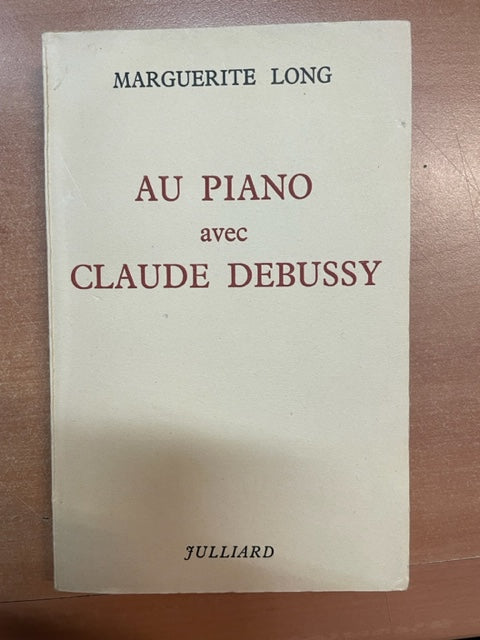 MARGUERITE LONG
AU PIANO
avec
CLAUDE DEBUSSY
JULLIARD